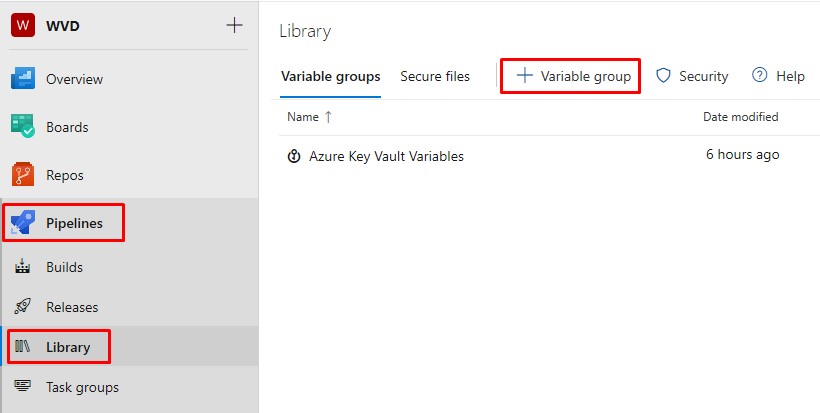 W WVD +
Overview
Boards
Repos
Pipelines
Builds
Releases
Library
Task groups
Library
Variable groups Secure files + Variable group Security ? Help
Name ↑ Date modified
Azure Key Vault Variables 6 hours ago